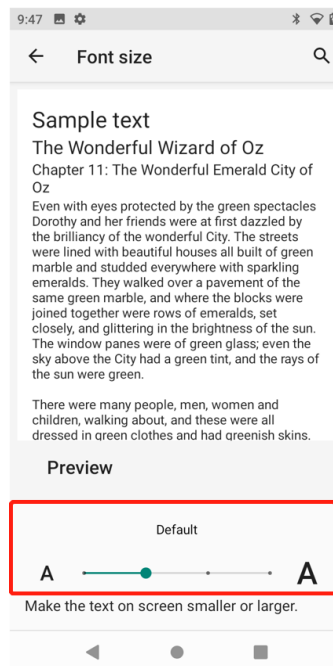 9:47
Font size
Sample text
The Wonderful Wizard of Oz
Chapter 11: The Wonderful Emerald City of
Oz
Even with eyes protected by the green spectacles
Dorothy and her friends were at first dazzled by
the brilliancy of the wonderful City. The streets
were lined with beautiful houses all built of green
marble and studded everywhere with sparkling
emeralds. They walked over a pavement of the
same green marble, and where the blocks were
joined together were rows of emeralds, set
closely, and glittering in the brightness of the sun.
The window panes were of green glass; even the
sky above the City had a green tint, and the rays of
the sun were green.
There were many people, men, women and
children, walking about, and these were all
dressed in green clothes and had greenish skins.
Preview
Default
A A
Make the text on screen smaller or larger.